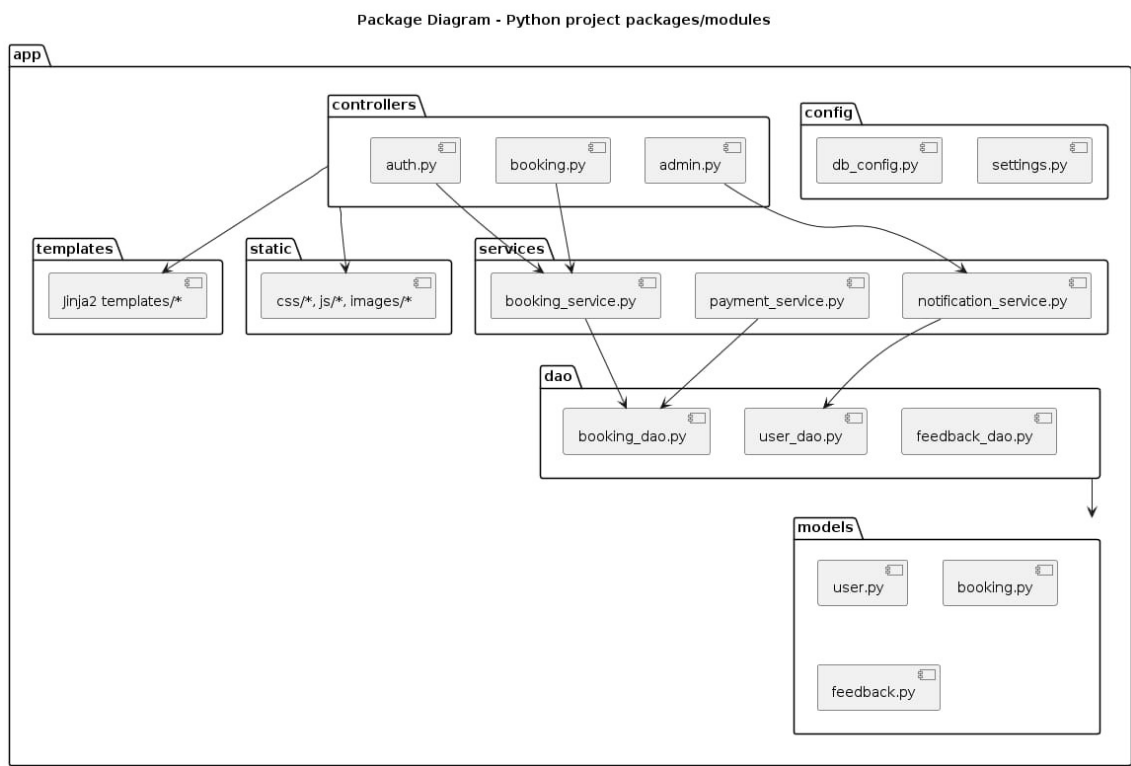 Package Diagram - Python project packages/modules
app
controllers
config
auth.py
booking.py
admin.py
db_config.py
settings.py
templates
static
services
Jinja2 templates/*
css/*, js/*, images/*
booking_service.py
payment_service.py
notification_service.py
dao
booking_dao.py
user_dao.py
feedback_dao.py
models
user.py
booking.py
feedback.py